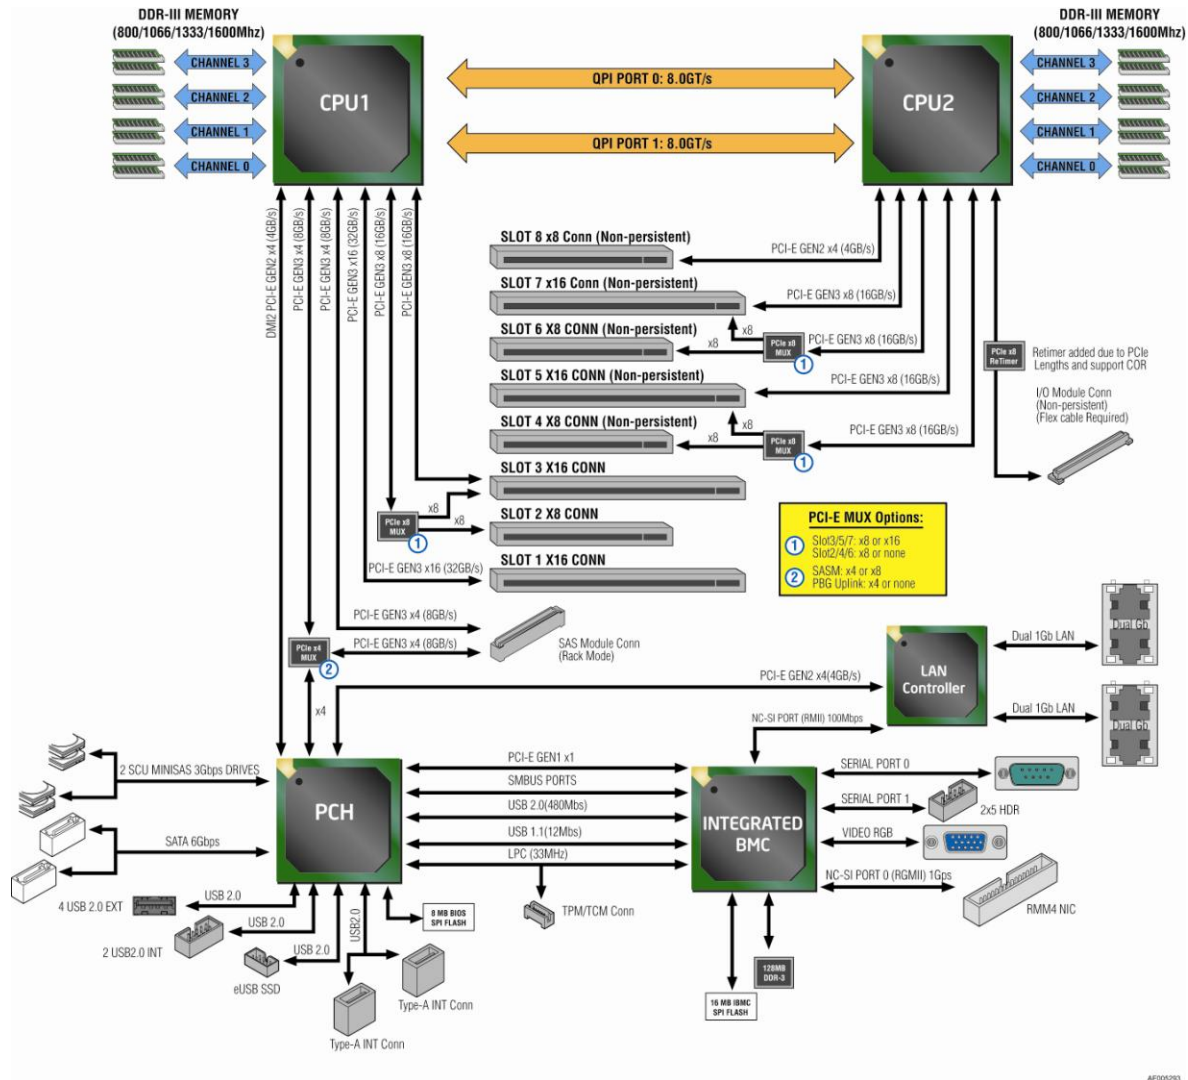 DDR-III MEMORY
(800/1066/1333/1600Mhz)
CHANNEL 3
CHANNEL 2
CHANNEL 1
CHANNEL 0
CPU1
QPI PORT 0: 8.0GT/s
QPI PORT 1: 8.0GT/s
CPU2
DDR-III MEMORY
(800/1066/1333/1600Mhz)
CHANNEL 3
CHANNEL 2
CHANNEL 1
CHANNEL 0
DMI2 PCI-E GEN2 x4 (4GB/s)
PCI-E GEN3 x4 (8GB/s)
PCI-E GEN3 x4 (8GB/s)
PCI-E GEN3 x16 (32GB/s)
PCI-E GEN3 x8 (16GB/s)
PCI-E GEN3 x8 (16GB/s)
SLOT 8 x8 Conn (Non-persistent)
PCI-E GEN2 x4 (4GB/s)
SLOT 7 x16 Conn (Non-persistent)
PCI-E GEN3 x8 (16GB/s)
SLOT 6 X8 CONN (Non-persistent)
x8
x8
PCIe x8
MUX
1
PCI-E GEN3 x8 (16GB/s)
SLOT 5 X16 CONN (Non-persistent)
PCI-E GEN3 x8 (16GB/s)
SLOT 4 X8 CONN (Non-persistent)
x8
x8
PCIe x8
MUX
1
PCI-E GEN3 x8 (16GB/s)
PCIe x8
ReTimer
Retimer added due to PCIe
Lengths and support COR
I/O Module Conn
(Non-persistent)
(Flex cable Required)
SLOT 3 X16 CONN
x8
x8
PCIe x8
MUX
1
SLOT 2 X8 CONN
SLOT 1 X16 CONN
PCI-E GEN3 x16 (32GB/s)
PCI-E MUX Options:
1
Slot3/5/7: x8 or x16
Slot2/4/6: x8 or none
2
SASM: x4 or x8
PBG Uplink: x4 or none
PCI-E GEN3 x4 (8GB/s)
PCI-E GEN3 x4 (8GB/s)
SAS Module Conn
(Rack Mode)
PCIe x4
MUX
2
x4
PCI-E GEN2 x4(4GB/s)
LAN
Controller
Dual 1Gb LAN
Dual Gb
Dual 1Gb LAN
Dual Gb
NC-SI PORT (RMII) 100Mbps
2 SCU MINISAS 3Gbps DRIVES
SATA 6Gbps
PCH
PCI-E GEN1 x1
SMBUS PORTS
USB 2.0(480Mbs)
USB 1.1(12Mbs)
LPC (33MHz)
TPM/TCM Conn
INTEGRATED
BMC
SERIAL PORT 0
SERIAL PORT 1
2x5 HDR
VIDEO RGB
NC-SI PORT 0 (RGMII) 1Gps
RMM4 NIC
4 USB 2.0 EXT
USB 2.0
2 USB2.0 INT
USB 2.0
eUSB SSD
USB 2.0
USB2.0
8 MB BIOS
SPI FLASH
Type-A INT Conn
Type-A INT Conn
128MB
DDR-3
16 MB iBMC
SPI FLASH
AF005293